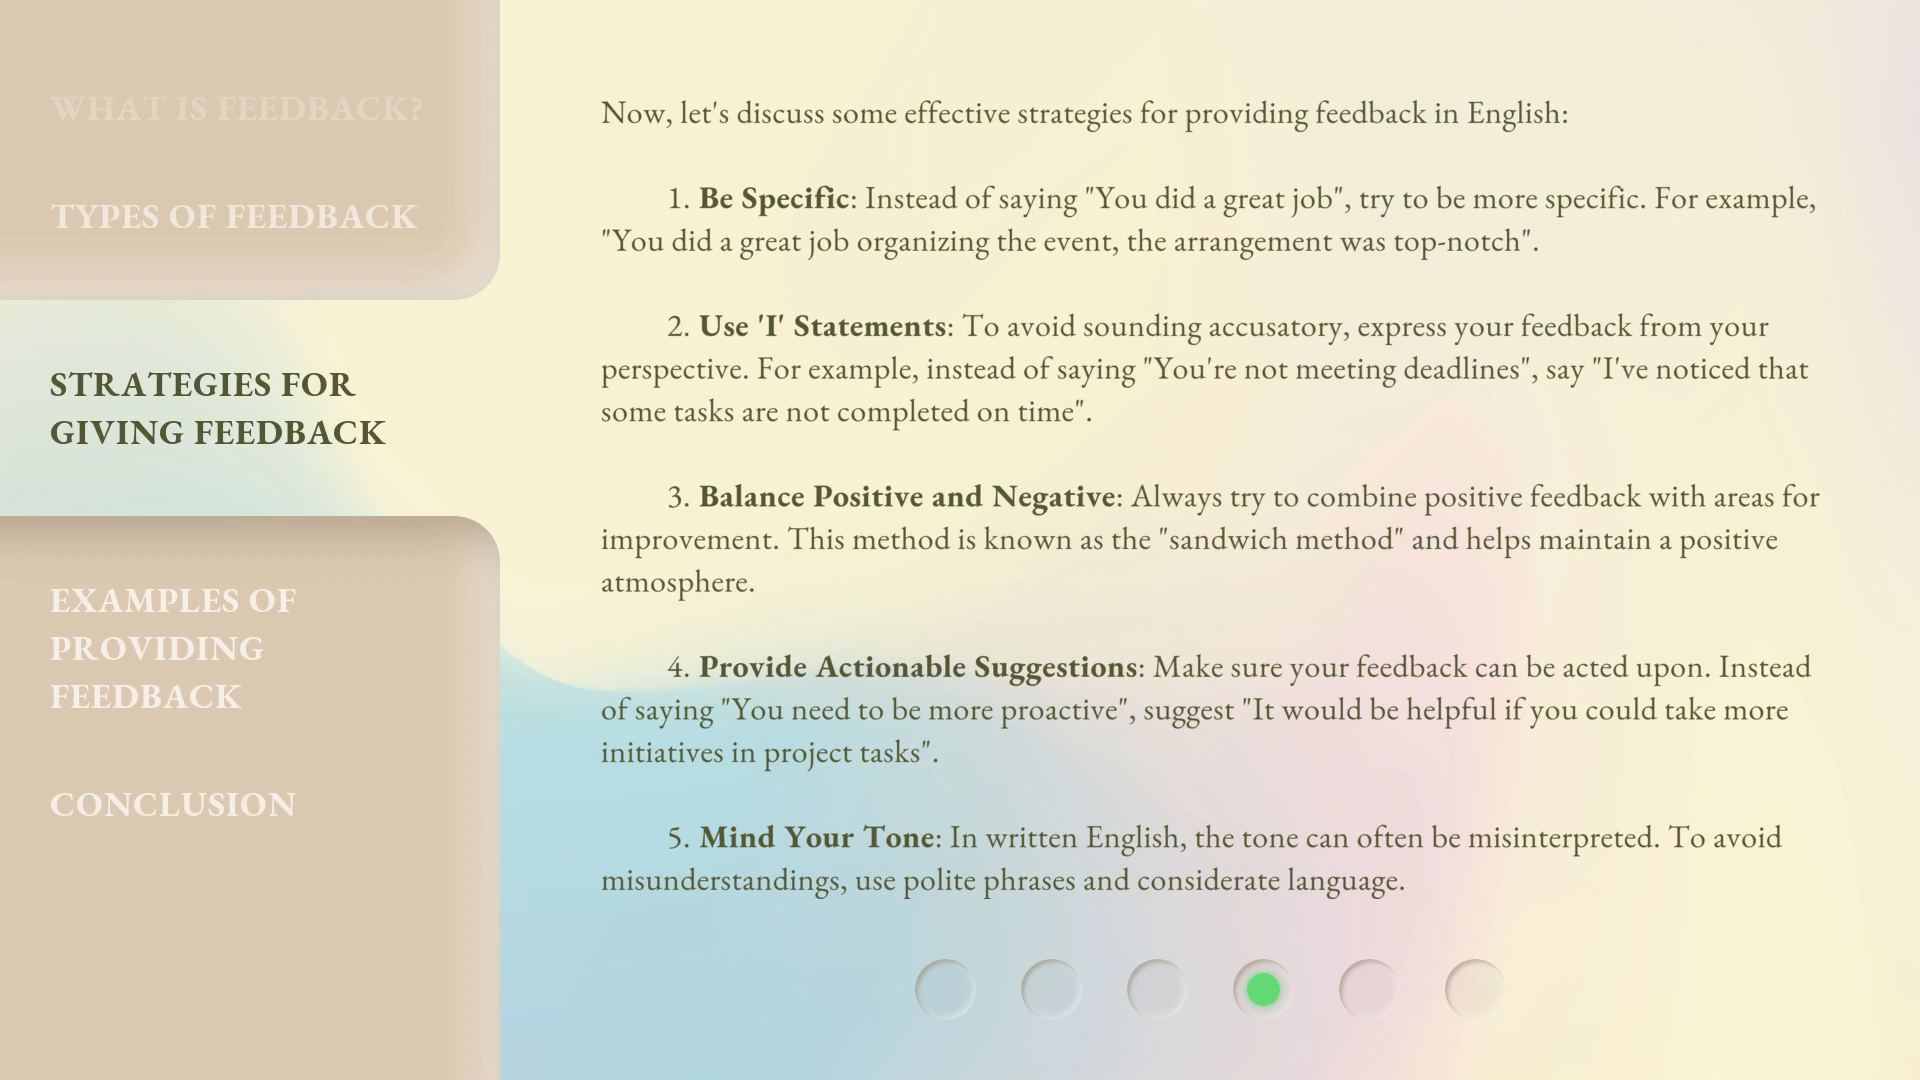 WHAT IS FEEDBACK?
TYPES OF FEEDBACK
STRATEGIES FOR
GIVING FEEDBACK
EXAMPLES OF
PROVIDING
FEEDBACK
CONCLUSION
Now, let's discuss some effective strategies for providing feedback in English:
1. Be Specific: Instead of saying "You did a great job", try to be more specific. For example,
"You did a great job organizing the event, the arrangement was top-notch".
2. Use 'I' Statements: To avoid sounding accusatory, express your feedback from your
perspective. For example, instead of saying "You're not meeting deadlines", say "I've noticed that
some tasks are not completed on time".
3. Balance Positive and Negative: Always try to combine positive feedback with areas for
improvement. This method is known as the "sandwich method" and helps maintain a positive
atmosphere.
4. Provide Actionable Suggestions: Make sure your feedback can be acted upon. Instead
of saying "You need to be more proactive", suggest "It would be helpful if you could take more
initiatives in project tasks".
5. Mind Your Tone: In written English, the tone can often be misinterpreted. To avoid
misunderstandings, use polite phrases and considerate language.